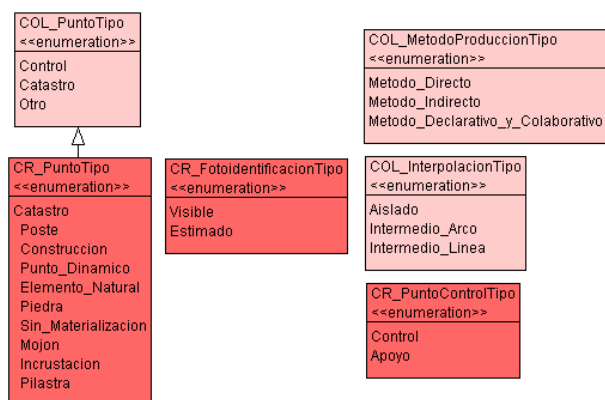 COL_PuntoTipo
<<enumeration>>
Control
Catastro
Otro
CR_PuntoTipo
<<enumeration>>
Catastro
Poste
Construccion
Punto_Dinamico
Elemento_Natural
Piedra
Sin_Materializacion
Mojon
Incrustacion
Pilastra
CR_FotoidentificacionTipo
<<enumeration>>
Visible
Estimado
COL_MetodoProduccionTipo
<<enumeration>>
Metodo_Directo
Metodo_Indirecto
Metodo_Declarativo_y_Colaborativo
COL_InterpolacionTipo
<<enumeration>>
Aislado
Intermedio_Arco
Intermedio_Linea
CR_PuntoControlTipo
<<enumeration>>
Control
Apoyo